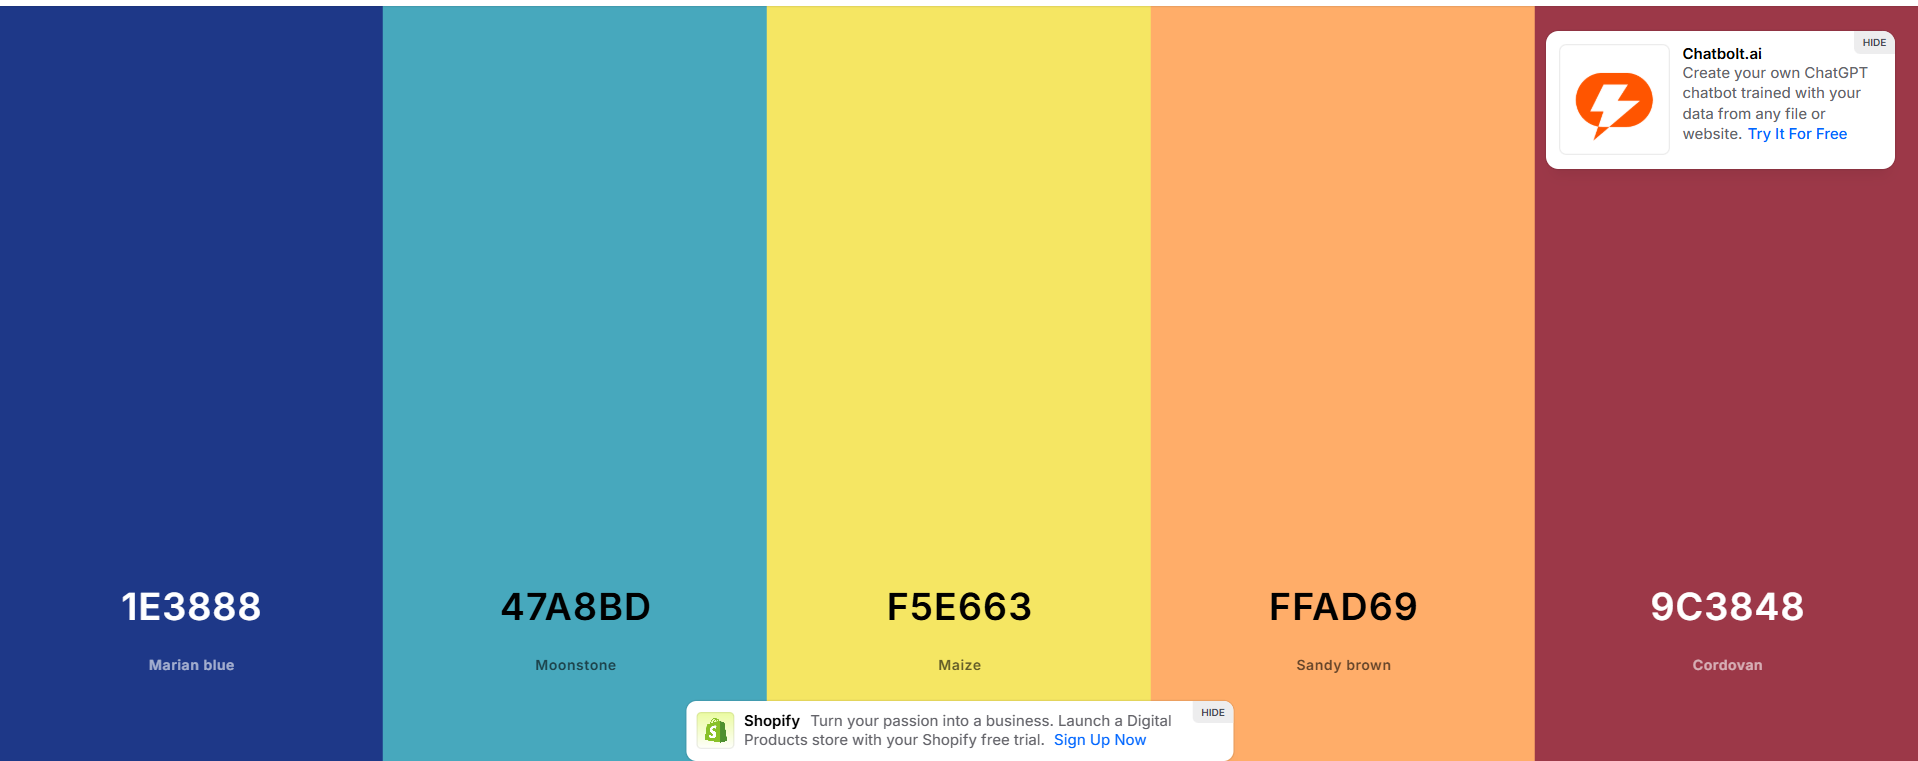 HIDE
Chatbolt.ai
Create your own ChatGPT
chatbot trained with your
data from any file or
website. Try It For Free
1E3888
Marian blue
47A8BD
Moonstone
F5E663
Maize
FFAD69
Sandy brown
9C3848
Cordovan
HIDE
Shopify Turn your passion into a business. Launch a Digital
Products store with your Shopify free trial. Sign Up Now